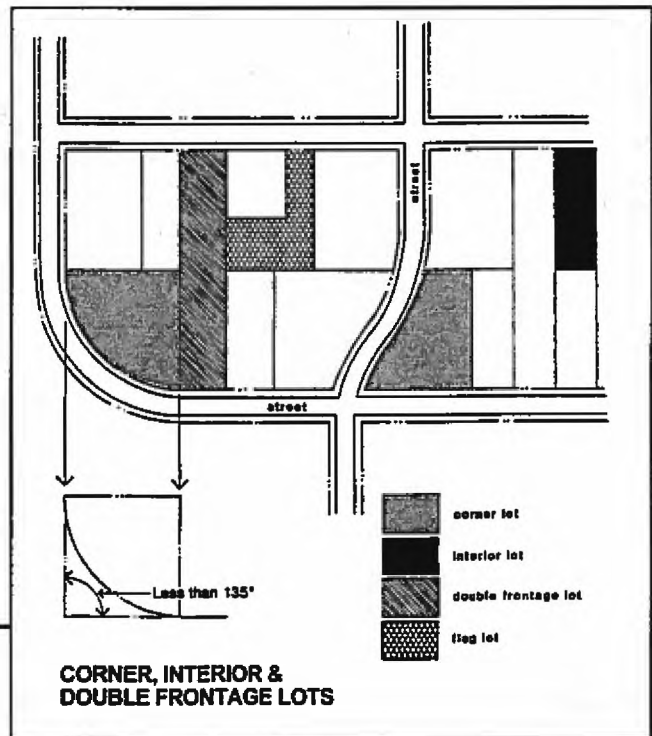 street
street
corner lot
interior lot
Less than 135°
double frontage lot
flag lot
CORNER, INTERIOR &
DOUBLE FRONTAGE LOTS